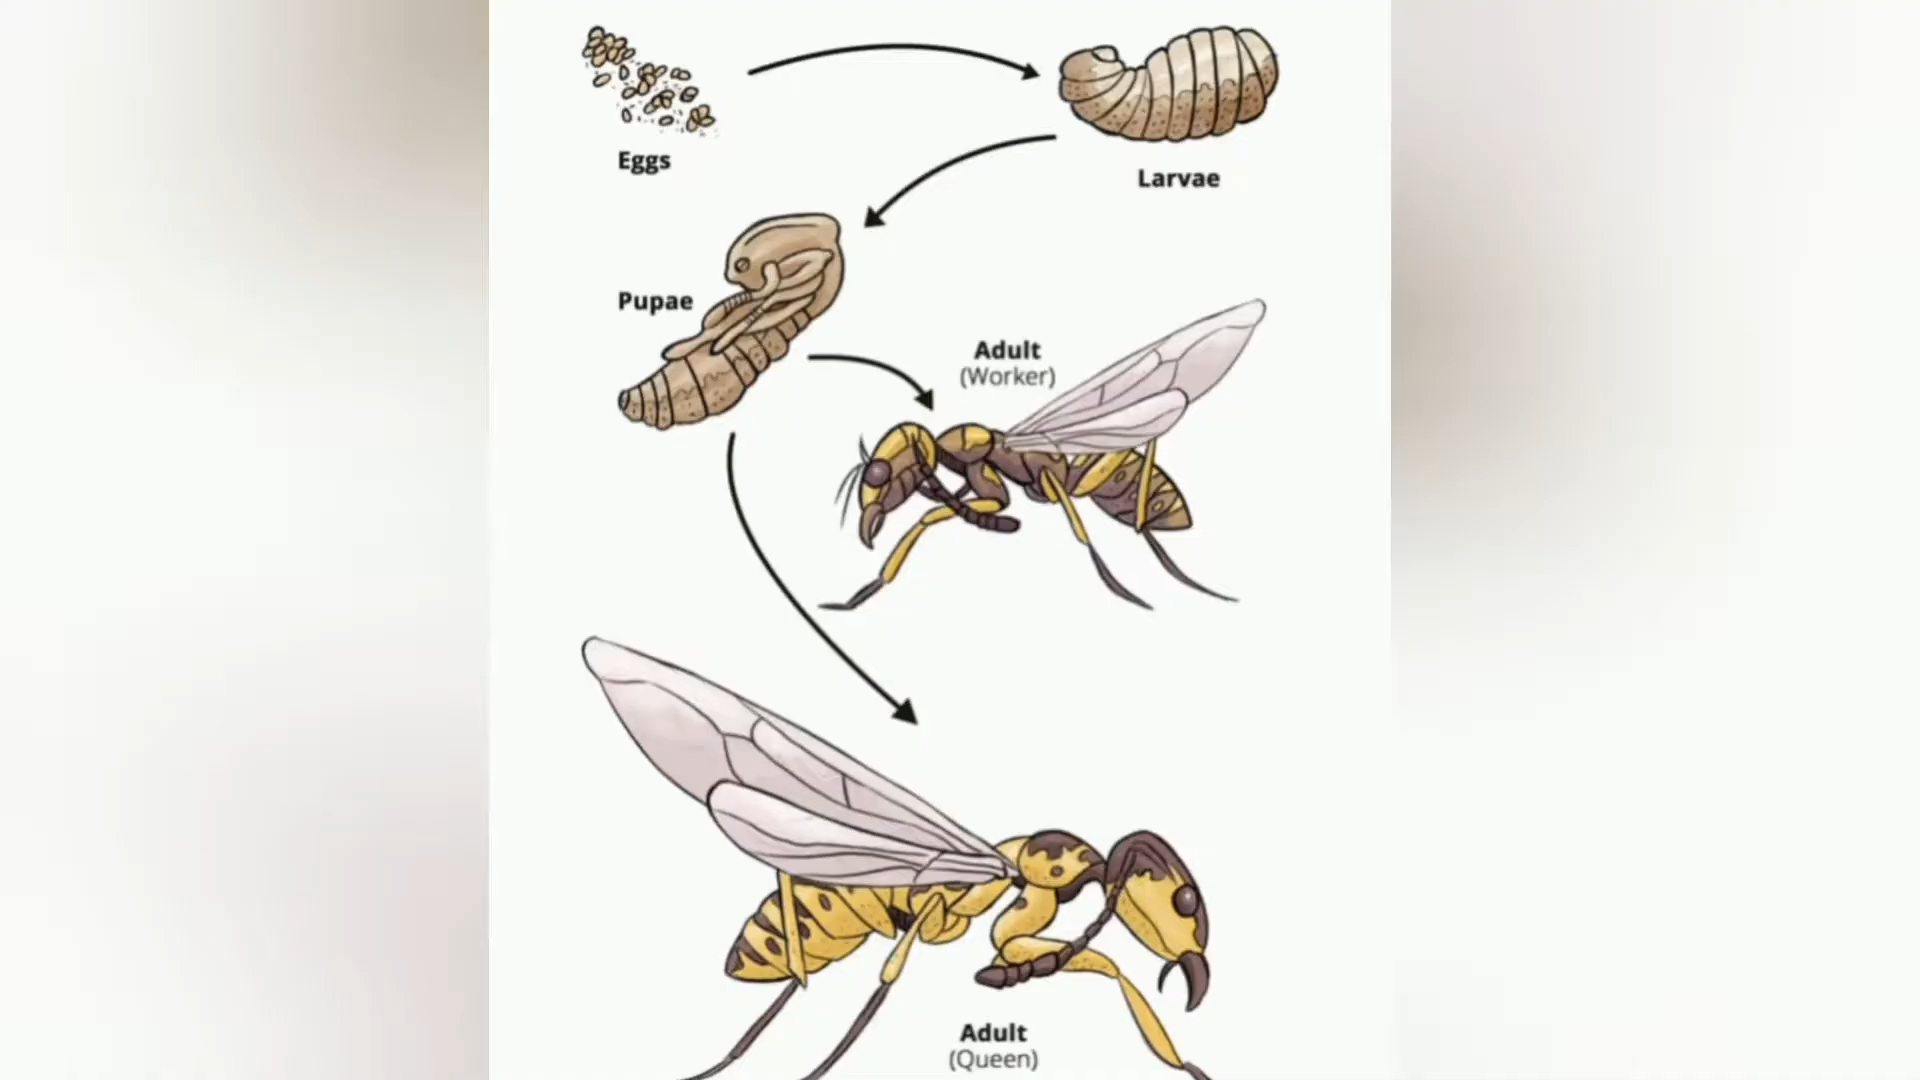 Eggs
Larvae
Pupae
Adult
(Worker)
Adult
(Queen)